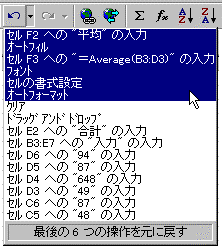 Σ f※ A Z↓ Z A↓
セル F2 への "平均" の入力
オートフィル
セル F3 への "=Average(B3:D3)" の入力
フォント
セルの書式設定
オートフォーマット
クリア
ドラッグ アンド ドロップ
セル E2 への "合計" の入力
セル B3:E7 への "入力" の入力
セル D6 への "94" の入力
セル D5 への "87" の入力
セル D4 への "648" の入力
セル D3 への "49" の入力
セル C6 への "87" の入力
セル C5 への "48" の入力
最後の 6 つの操作を元に戻す